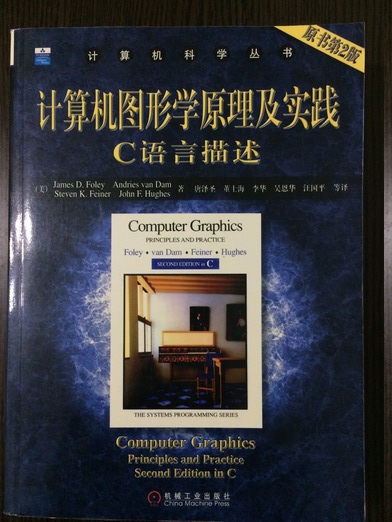 计算机科学丛书
原书第2版
计算机图形学原理及实践
C语言描述
(美) James D. Foley Andries van Dam
Steven K. Feiner John F. Hughes 著 唐泽圣 董士海 李华 吴恩华 汪国平 等译
Computer Graphics
PRINCIPLES AND PRACTICE
Foley · van Dam · Feiner · Hughes
SECOND EDITION in C
THE SYSTEMS PROGRAMMING SERIES
Computer Graphics
Principles and Practice
Second Edition in C
机械工业出版社
China Machine Press